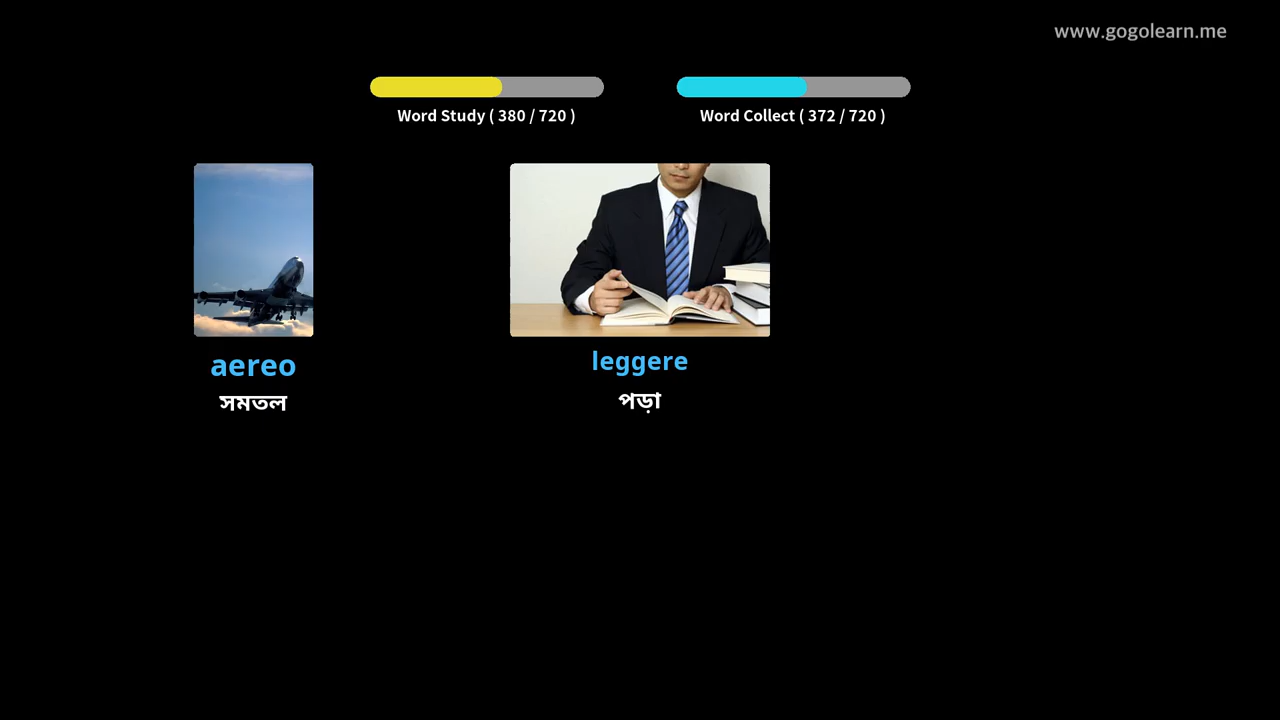 www.gogolearn.me
Word Study ( 380 / 720 )
Word Collect ( 372 / 720 )
aereo
সমতল
leggere
পড়া